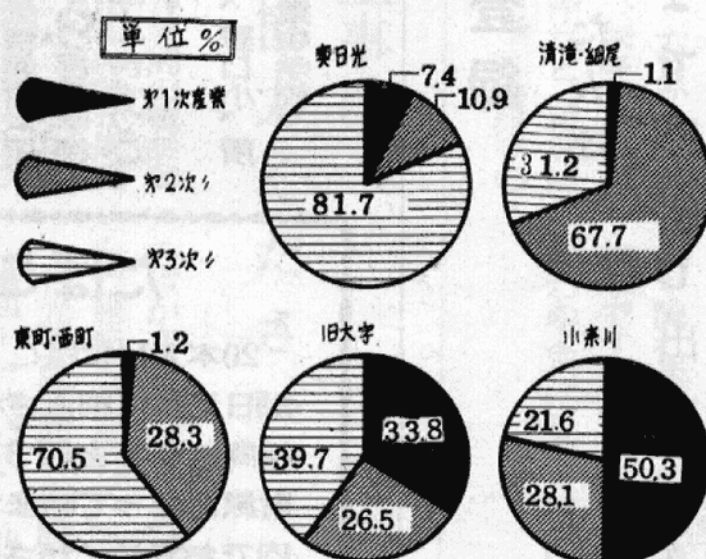 単位%
第1次産業
第2次〃
第3次〃
奥日光
7.4
10.9
81.7
清滝・細尾
1.1
31.2
67.7
東町・西町
1.2
28.3
70.5
旧大字
33.8
39.7
26.5
小来川
21.6
50.3
28.1